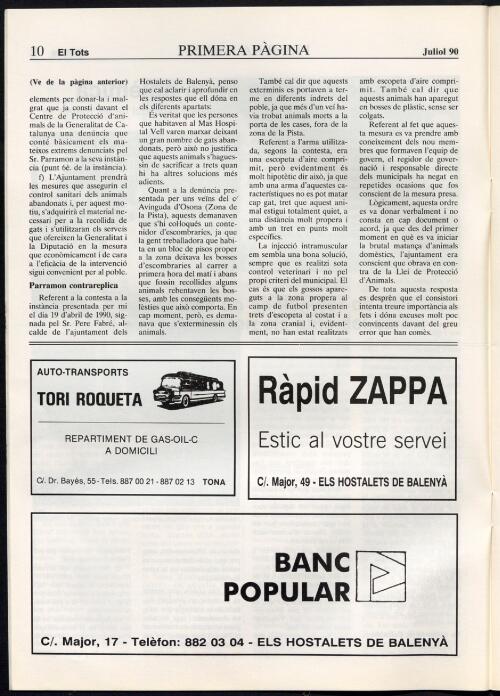 10 El Tots PRIMERA PÀGINA Juliol 90
(Ve de la pàgina anterior)
elements per donar-la i mal-
grat que ja consti davant el
Centre de Protecció d'ani-
mals de la Generalitat de Ca-
talunya una denúncia que
conté bàsicament els ma-
teixos extrems denunciats pel
Sr. Parramon a la seva instàn-
cia (punt 6è. de la instància).
f) L'Ajuntament prendrà
les mesures que assegurin el
control sanitari dels animals
abandonats i, per aquest mo-
tiu, s'adquirirà el material ne-
cessari per a la recollida de
gats i s'utilitzaran els serveis
que ofereixen la Generalitat i
la Diputació en la mesura
que econòmicament i de cara
a l'eficàcia de la intervenció
sigui convenient per al poble.
Parramon contrareplica
Referent a la contesta a la
instància presentada per mi
el dia 19 d'abril de 1990, sig-
nada pel Sr. Pere Fabré, al-
calde de l'ajuntament dels
Hostalets de Balenyà, penso
que cal aclarir i aprofundir en
les respostes que ell dóna en
els diferents apartats:
És veritat que les persones
que habitaven al Mas Hospi-
tal Vell varen marxar deixant
un gran nombre de gats aban-
donats, però això no justifica
que aquests animals s'hagues-
sin de sacrificar a trets quan
hi ha altres solucions més
adients.
Quant a la denúncia pre-
sentada per uns veïns del c/
Avinguda d'Osona (Zona de
la Pista), aquests demanaven
que s'hi col·loqués un conte-
nidor d'escombraries, ja que
la gent treballadora que habi-
ta en un bloc de pisos proper
a la zona deixava les bosses
d'escombraries al carrer a
primera hora del matí i abans
que fossin recollides alguns
animals rebentaven les bos-
ses, amb les consegüents mo-
lèsties que això comporta. En
cap moment, però, es dema-
nava que s'exterminessin els
animals.
També cal dir que aquests
exterminis es portaven a ter-
me en diferents indrets del
poble, ja que més d'un veí ha-
via trobat animals morts a la
porta de les cases, fora de la
zona de la Pista.
Referent a l'arma utilitza-
da, segons la contesta, era
una escopeta d'aire compri-
mit, però evidentment és
molt hipotètic dir això, ja que
amb una arma d'aquestes ca-
racterístiques no es pot matar
cap gat, tret que aquest ani-
mal estigui totalment quiet, a
una distància molt propera i
amb un tret en punts molt
específics.
La injecció intramuscular
em sembla una bona solució,
sempre que es realitzi sota
control veterinari i no pel
propi criteri del municipal. El
cas és que els gossos apare-
guts a la zona propera al
camp de futbol presenten
trets d'escopeta al costat i a
la zona cranial i, evident-
ment, no han estat realitzats
amb escopeta d'aire compri-
mit. També cal dir que
aquests animals han aparegut
en bosses de plàstic, sense ser
colgats.
Referent al fet que aques-
ta mesura es va prendre amb
coneixement dels nou mem-
bres que formaven l'equip de
govern, el regidor de gover-
nació i responsable directe
dels municipals ha negat en
repetides ocasions que fos
conscient de la mesura presa.
Lògicament, aquesta ordre
es va donar verbalment i no
consta en cap document o
acord, ja que des del primer
moment en què es va iniciar
la brutal matança d'animals
domèstics, l'ajuntament era
conscient que obrava en con-
tra de la Llei de Protecció
d'Animals.
De tota aquesta resposta
es desprèn que el consistori
intenta treure importància als
fets i dóna excuses molt poc
convincents davant del greu
error que han comès.
AUTO-TRANSPORTS
TORI ROQUETA
REPARTIMENT DE GAS-OIL-C
A DOMICILI
C/. Dr. Bayés, 55 - Tels. 887 00 21 - 887 02 13 TONA
Ràpid ZAPPA
Estic al vostre servei
C/. Major, 49 - ELS HOSTALETS DE BALENYÀ
BANC
POPULAR
C/. Major, 17 - Telèfon: 882 03 04 - ELS HOSTALETS DE BALENYÀ